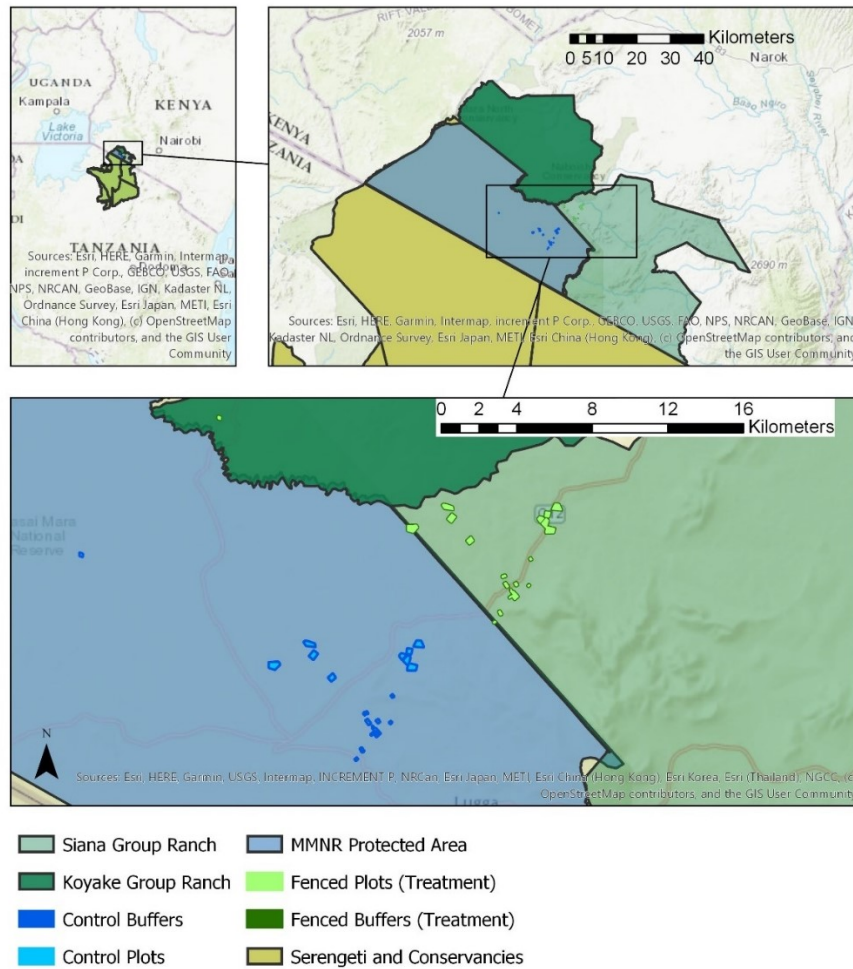 UGANDA
Kampala
KENYA
Lake
Victoria
Nairobi
TANZANIA
Dodoma
Sources: Esri, HERE, Garmin, Intermap,
increment P Corp., GEBCO, USGS, FAO,
NPS, NRCAN, GeoBase, IGN, Kadaster NL,
Ordnance Survey, Esri Japan, METI, Esri
China (Hong Kong), (c) OpenStreetMap
contributors, and the GIS User
Community
2057 m
Kilometers
0 5 10 20 30 40
Narok
KENYA
TANZANIA
2690 m
Sources: Esri, HERE, Garmin, Intermap, increment P Corp., GEBCO, USGS, FAO, NPS, NRCAN, GeoBase, IGN,
Kadaster NL, Ordnance Survey, Esri Japan, METI, Esri China (Hong Kong), (c) OpenStreetMap contributors, and
the GIS User Community
0 2 4 8 12 16
Kilometers
C12
asai Mara
National
Reserve
N
Sources: Esri, HERE, Garmin, USGS, Intermap, INCREMENT P, NRCan, Esri Japan, METI, Esri China (Hong Kong), Esri Korea, Esri (Thailand), NGCC, (c)
OpenStreetMap contributors, and the GIS User Community
Lugga
Siana Group Ranch
MMNR Protected Area
Koyake Group Ranch
Fenced Plots (Treatment)
Control Buffers
Fenced Buffers (Treatment)
Control Plots
Serengeti and Conservancies